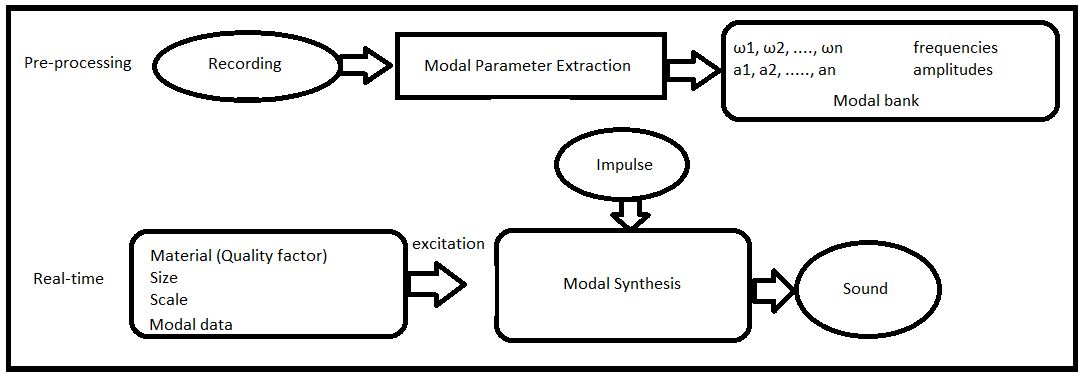 Pre-processing
Recording
Modal Parameter Extraction
ω1, ω2, ...., ωn frequencies
a1, a2, ....., an amplitudes
Modal bank
Impulse
Real-time
Material (Quality factor)
Size
Scale
Modal data
excitation
Modal Synthesis
Sound